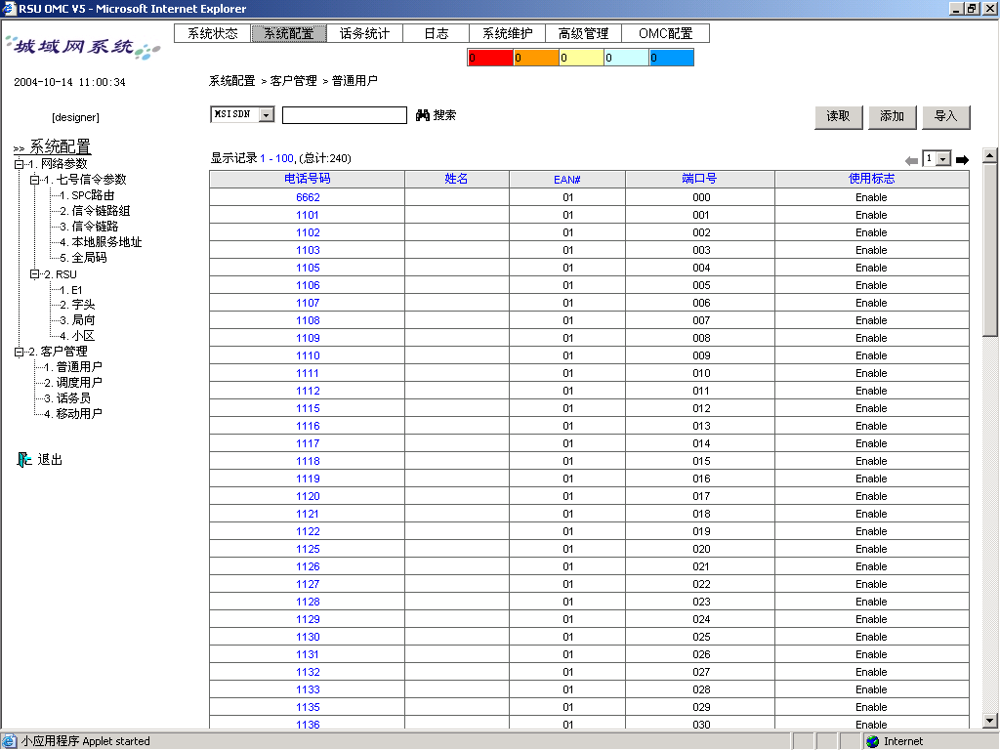 RSU OMC V5 - Microsoft Internet Explorer
城域网系统
系统状态 系统配置 话务统计 日志 系统维护 高级管理 OMC配置
0 0 0 0 0
2004-10-14 11:00:34
系统配置 > 客户管理 > 普通用户
[designer]
MSISDN 搜索 读取 添加 导入
>> 系统配置
1. 网络参数
1. 七号信令参数
1. SPC路由
2. 信令链路组
3. 信令链路
4. 本地服务地址
5. 全局码
2. RSU
1. E1
2. 字头
3. 局向
4. 小区
2. 客户管理
1. 普通用户
2. 调度用户
3. 话务员
4. 移动用户
退出
显示记录 1 - 100, (总计:240) 1
电话号码 姓名 EAN# 端口号 使用标志
6662 01 000 Enable
1101 01 001 Enable
1102 01 002 Enable
1103 01 003 Enable
1105 01 004 Enable
1106 01 005 Enable
1107 01 006 Enable
1108 01 007 Enable
1109 01 008 Enable
1110 01 009 Enable
1111 01 010 Enable
1112 01 011 Enable
1115 01 012 Enable
1116 01 013 Enable
1117 01 014 Enable
1118 01 015 Enable
1119 01 016 Enable
1120 01 017 Enable
1121 01 018 Enable
1122 01 019 Enable
1125 01 020 Enable
1126 01 021 Enable
1127 01 022 Enable
1128 01 023 Enable
1129 01 024 Enable
1130 01 025 Enable
1131 01 026 Enable
1132 01 027 Enable
1133 01 028 Enable
1135 01 029 Enable
1136 01 030 Enable
小应用程序 Applet started Internet